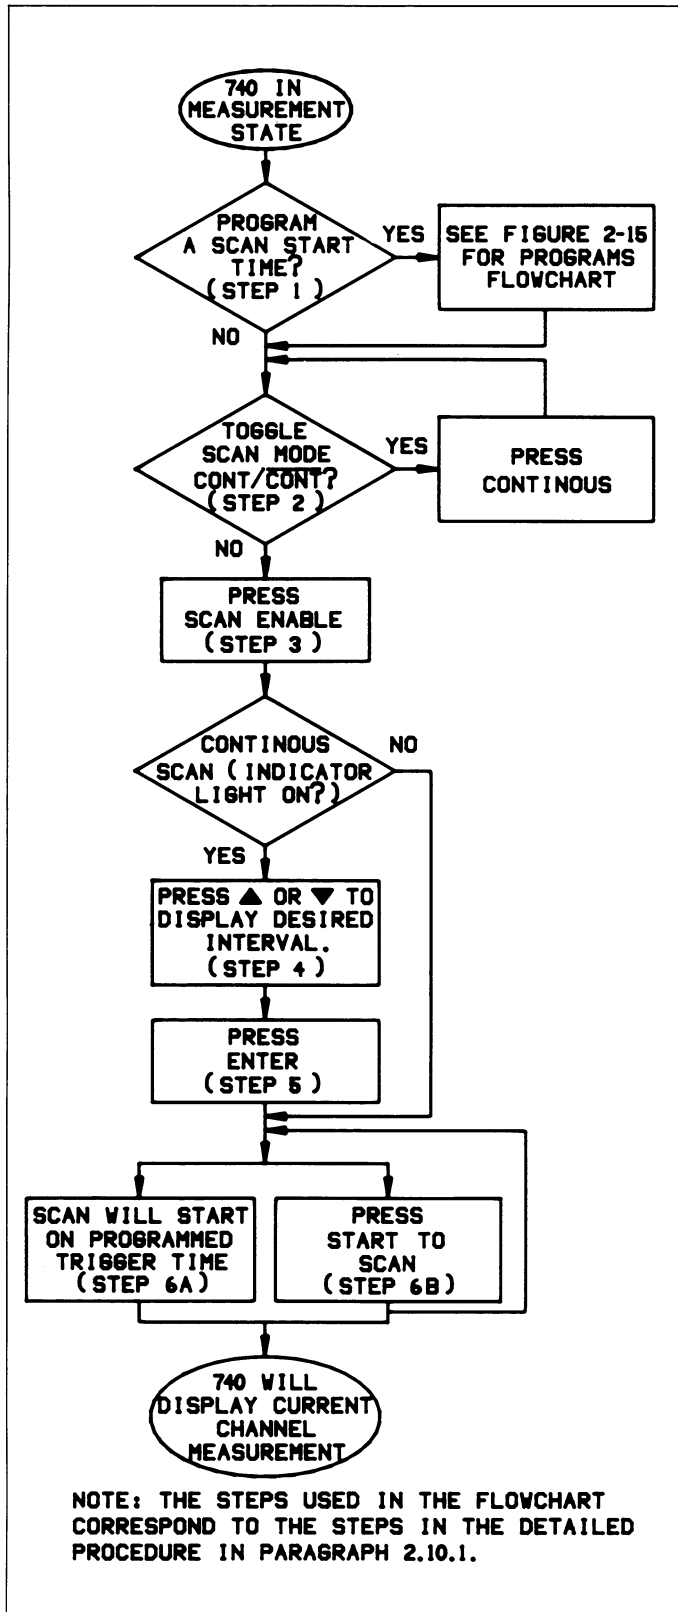 740 IN
MEASUREMENT
STATE
PROGRAM
A SCAN START
TIME?
(STEP 1)
YES
SEE FIGURE 2-15
FOR PROGRAMS
FLOWCHART
NO
TOGGLE
SCAN MODE
CONT/C̅O̅N̅T̅?
(STEP 2)
YES
PRESS
CONTINOUS
NO
PRESS
SCAN ENABLE
(STEP 3)
CONTINOUS
SCAN (INDICATOR
LIGHT ON?)
NO
YES
PRESS ▲ OR ▼ TO
DISPLAY DESIRED
INTERVAL.
(STEP 4)
PRESS
ENTER
(STEP 5)
SCAN WILL START
ON PROGRAMMED
TRIGGER TIME
(STEP 6A)
PRESS
START TO
SCAN
(STEP 6B)
740 WILL
DISPLAY CURRENT
CHANNEL
MEASUREMENT
NOTE: THE STEPS USED IN THE FLOWCHART
CORRESPOND TO THE STEPS IN THE DETAILED
PROCEDURE IN PARAGRAPH 2.10.1.